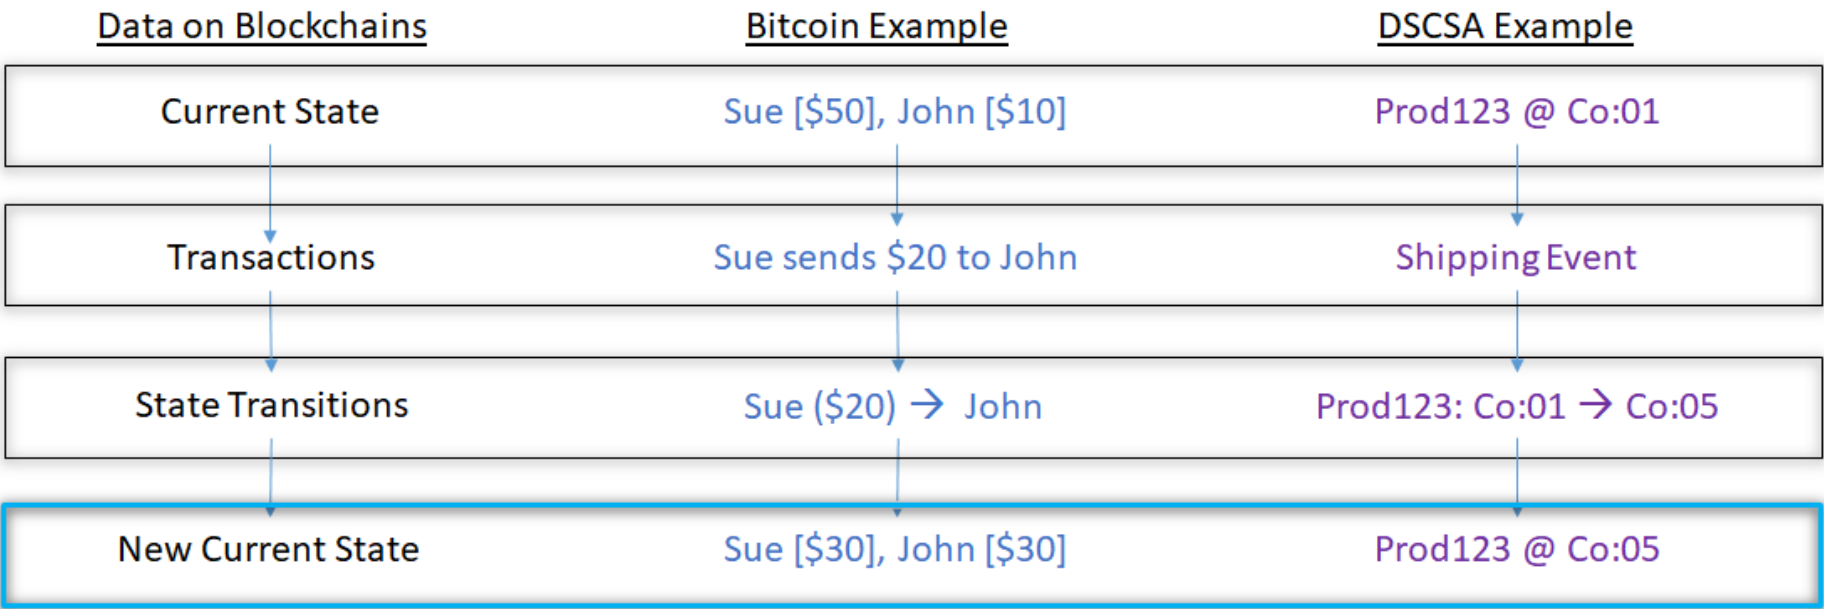 Data on Blockchains Bitcoin Example DSCSA Example
Current State Sue [$50], John [$10] Prod123 @ Co:01
Transactions Sue sends $20 to John Shipping Event
State Transitions Sue ($20) → John Prod123: Co:01 → Co:05
New Current State Sue [$30], John [$30] Prod123 @ Co:05